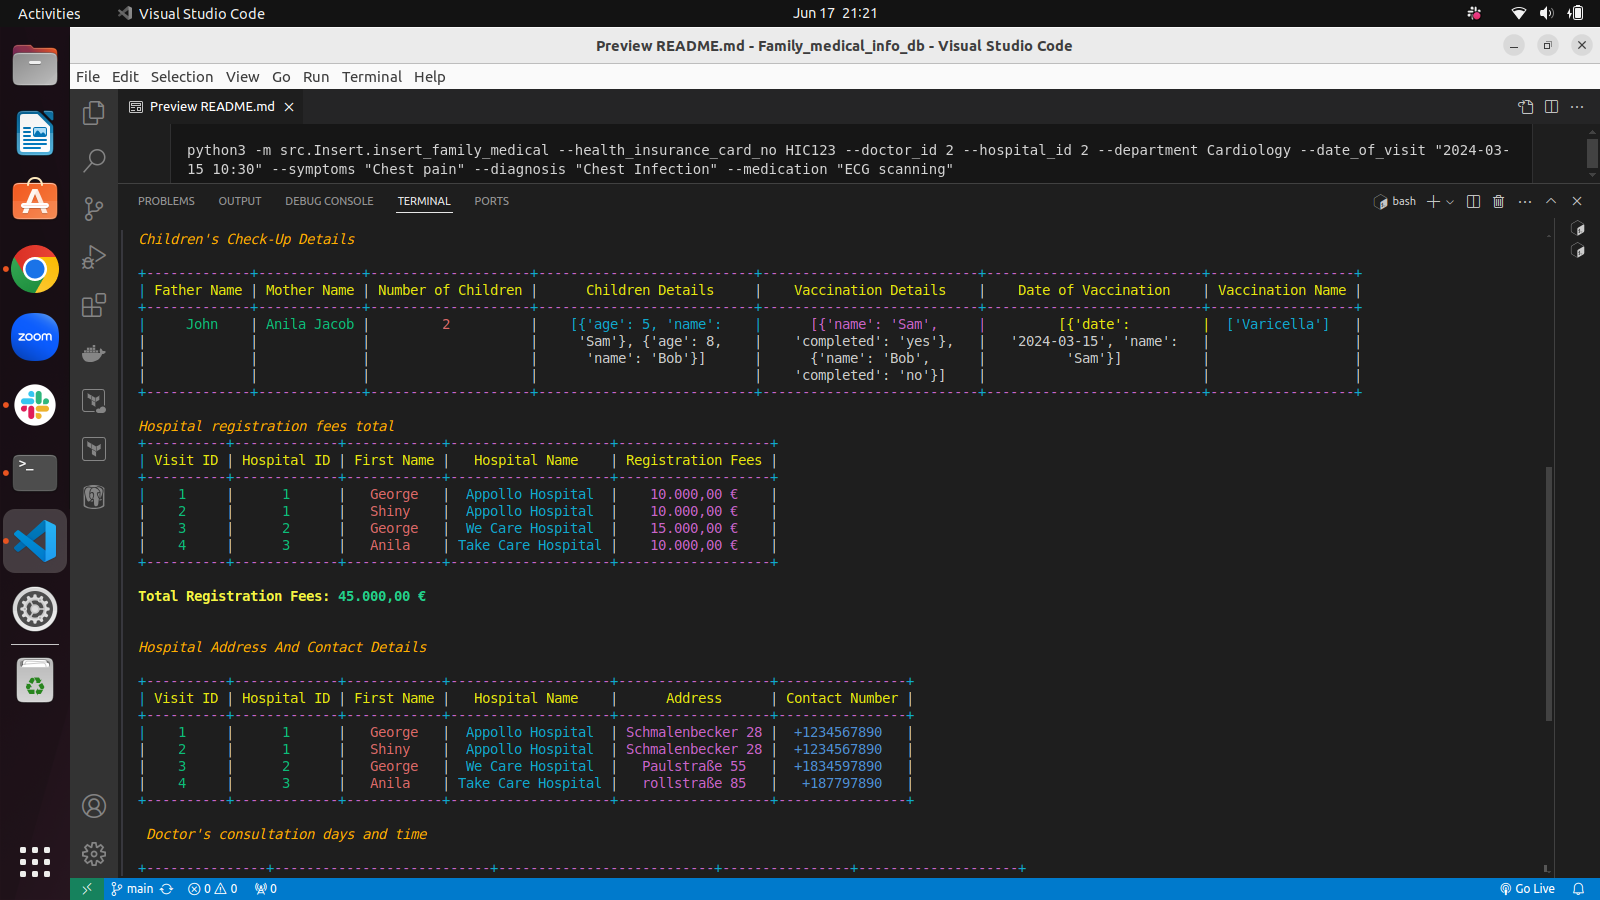 Activities Visual Studio Code Jun 17 21:21
Preview README.md - Family_medical_info_db - Visual Studio Code
File Edit Selection View Go Run Terminal Help
Preview README.md
python3 -m src.Insert.insert_family_medical --health_insurance_card_no HIC123 --doctor_id 2 --hospital_id 2 --department Cardiology --date_of_visit "2024-03-
15 10:30" --symptoms "Chest pain" --diagnosis "Chest Infection" --medication "ECG scanning"
PROBLEMS OUTPUT DEBUG CONSOLE TERMINAL PORTS bash
Children's Check-Up Details
+-------------+-------------+--------------------+---------------------------+---------------------------+---------------------------+------------------+
| Father Name | Mother Name | Number of Children |      Children Details     |    Vaccination Details    |    Date of Vaccination    | Vaccination Name |
+-------------+-------------+--------------------+---------------------------+---------------------------+---------------------------+------------------+
|     John    | Anila Jacob |         2          |    [{'age': 5, 'name':    |      [{'name': 'Sam',     |         [{'date':         |  ['Varicella']   |
|             |             |                    |     'Sam'}, {'age': 8,    |    'completed': 'yes'},   |   '2024-03-15', 'name':   |                  |
|             |             |                    |      'name': 'Bob'}]      |      {'name': 'Bob',      |          'Sam'}]          |                  |
|             |             |                    |                           |    'completed': 'no'}]    |                           |                  |
+-------------+-------------+--------------------+---------------------------+---------------------------+---------------------------+------------------+
Hospital registration fees total
+----------+-------------+------------+--------------------+-------------------+
| Visit ID | Hospital ID | First Name |   Hospital Name    | Registration Fees |
+----------+-------------+------------+--------------------+-------------------+
|    1     |      1      |   George   |  Appollo Hospital  |    10.000,00 €    |
|    2     |      1      |   Shiny    |  Appollo Hospital  |    10.000,00 €    |
|    3     |      2      |   George   |  We Care Hospital  |    15.000,00 €    |
|    4     |      3      |   Anila    | Take Care Hospital |    10.000,00 €    |
+----------+-------------+------------+--------------------+-------------------+
Total Registration Fees: 45.000,00 €
Hospital Address And Contact Details
+----------+-------------+------------+--------------------+-------------------+----------------+
| Visit ID | Hospital ID | First Name |   Hospital Name    |      Address      | Contact Number |
+----------+-------------+------------+--------------------+-------------------+----------------+
|    1     |      1      |   George   |  Appollo Hospital  | Schmalenbecker 28 |  +1234567890   |
|    2     |      1      |   Shiny    |  Appollo Hospital  | Schmalenbecker 28 |  +1234567890   |
|    3     |      2      |   George   |  We Care Hospital  |   Paulstraße 55   |  +1834597890   |
|    4     |      3      |   Anila    | Take Care Hospital |   rollstraße 85   |   +187797890   |
+----------+-------------+------------+--------------------+-------------------+----------------+
Doctor's consultation days and time
+---------------+---------------------------+---------------------------+----------------+--------------------+
zoom
main 0 0 0 Go Live